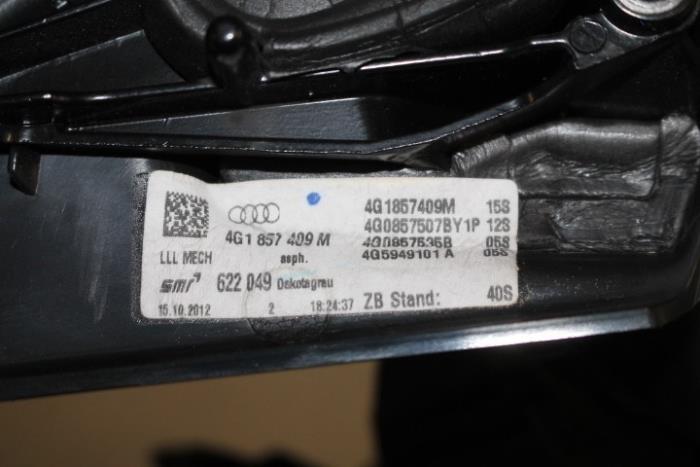 4G1857409M 15S
4G0857507BY1P 12S
4G1 857 409 M
4G0857535B 05S
LLL MECH asph.
4G5949101 A 05S
smr 622 049 Dakotagrau
15.10.2012 2 18:24:37 ZB Stand: 40S